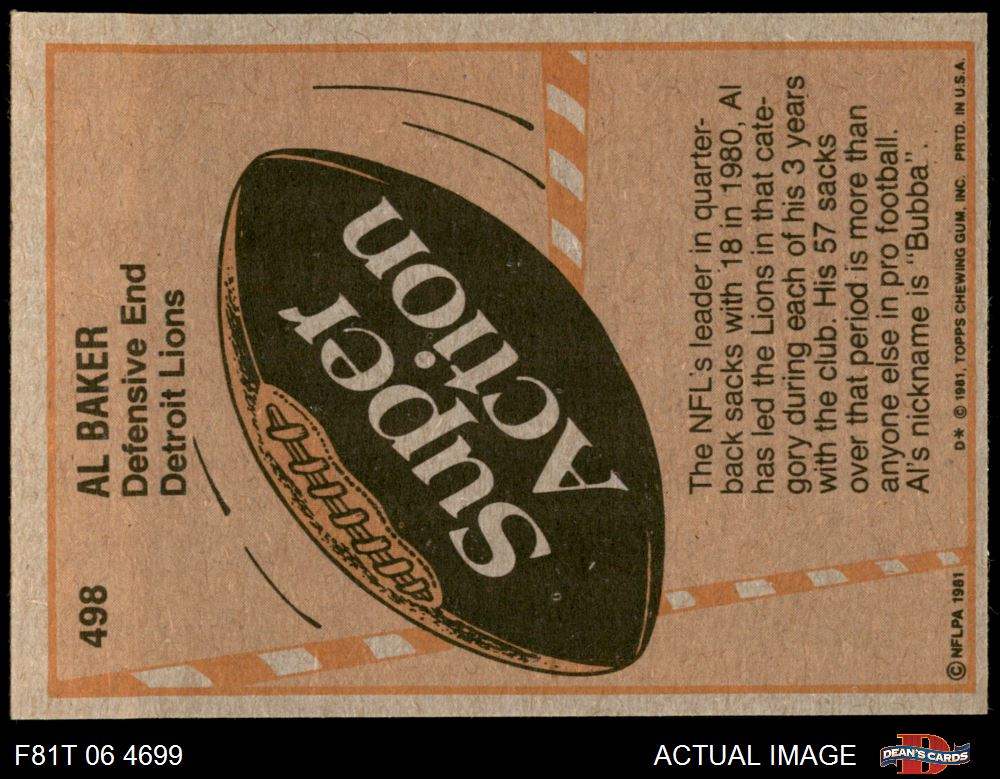 498
AL BAKER
Defensive End
Detroit Lions
Super
Action
The NFL's leader in quarter-
back sacks with 18 in 1980, Al
has led the Lions in that cate-
gory during each of his 3 years
with the club. His 57 sacks
over that period is more than
anyone else in pro football.
Al's nickname is "Bubba".
© NFLPA 1981
D* © 1981, TOPPS CHEWING GUM, INC. PRTD. IN U.S.A.
F81T 06 4699
ACTUAL IMAGE
D
DEAN'S CARDS